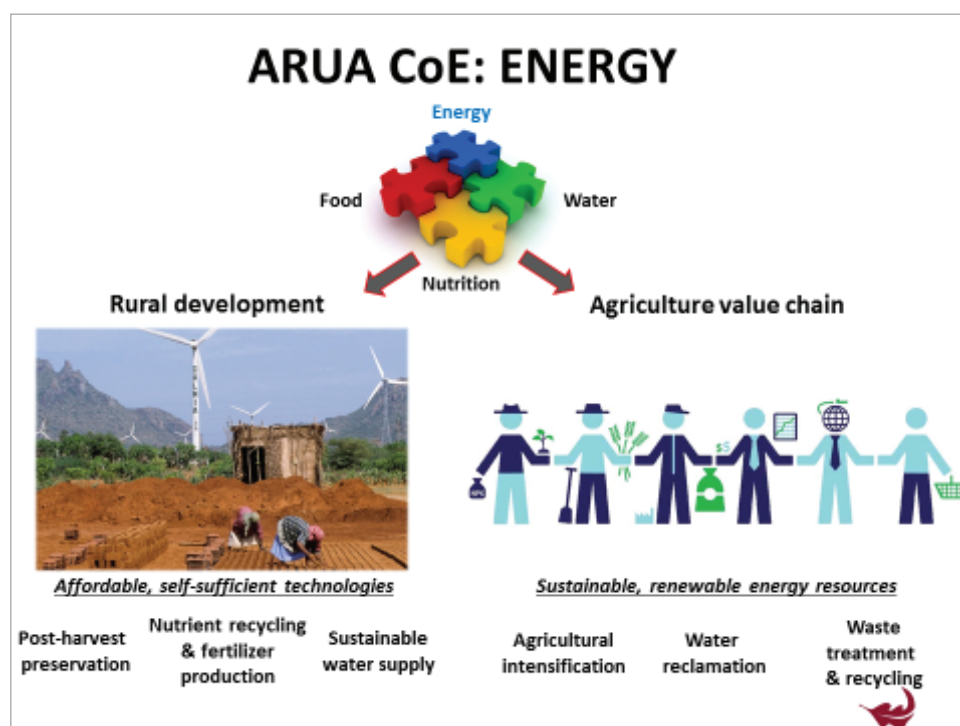 ARUA CoE: ENERGY
Energy
Food
Water
Nutrition
Rural development
Agriculture value chain
$$
Affordable, self-sufficient technologies
Sustainable, renewable energy resources
Post-harvest
preservation
Nutrient recycling
& fertilizer
production
Sustainable
water supply
Agricultural
intensification
Water
reclamation
Waste
treatment
& recycling